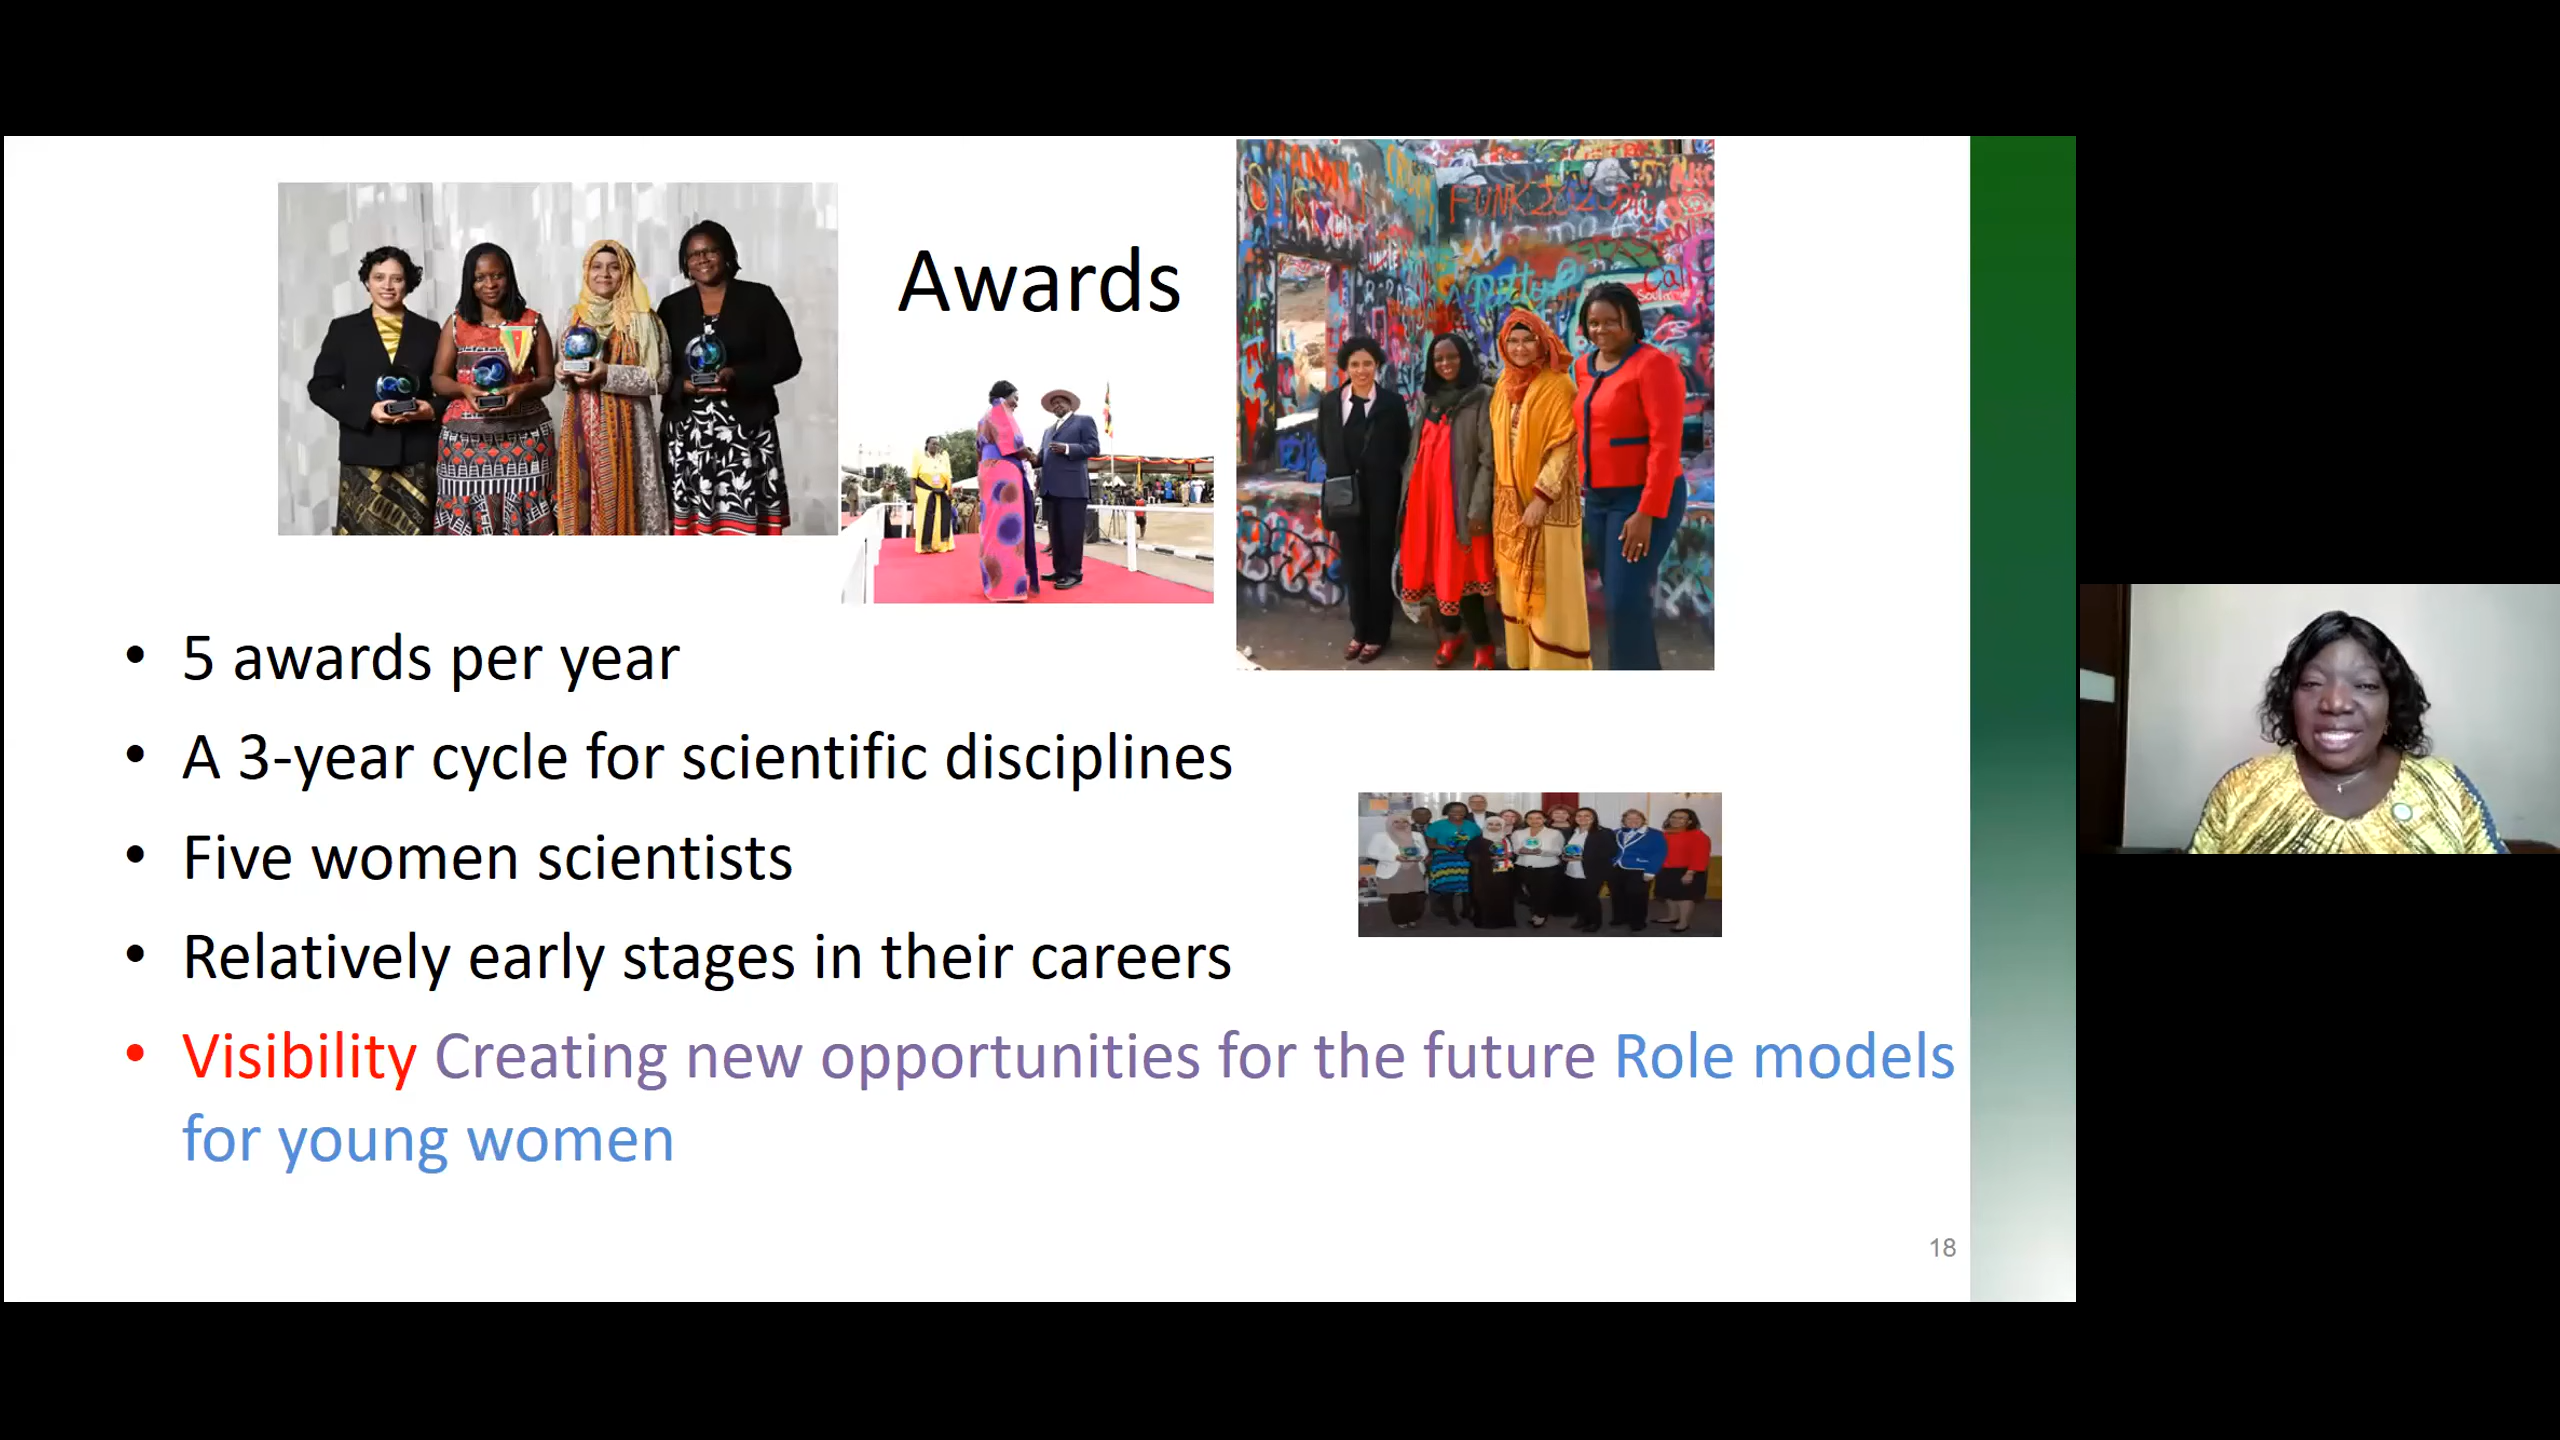 Awards
FUNK202
• 5 awards per year
• A 3-year cycle for scientific disciplines
• Five women scientists
• Relatively early stages in their careers
• Visibility Creating new opportunities for the future Role models
for young women
18